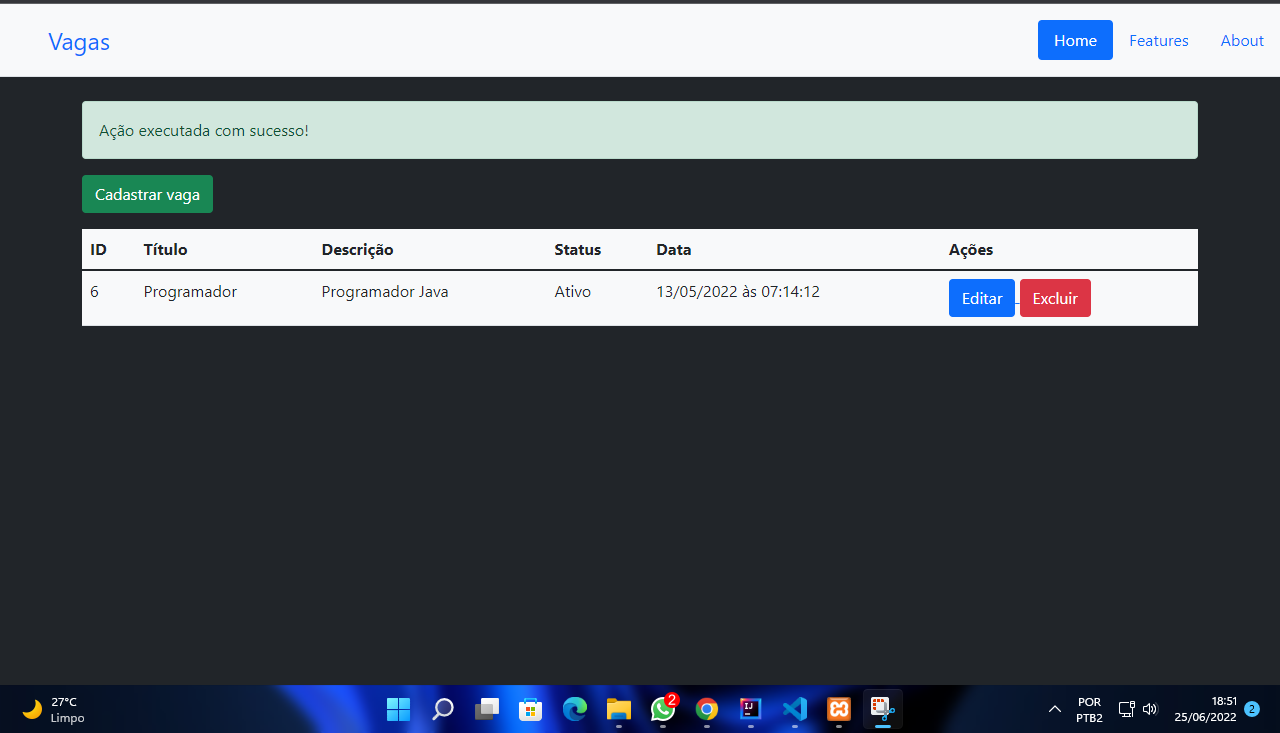 Vagas
Home Features About
Ação executada com sucesso!
Cadastrar vaga
ID Título Descrição Status Data Ações
6 Programador Programador Java Ativo 13/05/2022 às 07:14:12 Editar Excluir
27°C
Limpo
2
IJ
POR
PTB2
18:51
25/06/2022
2